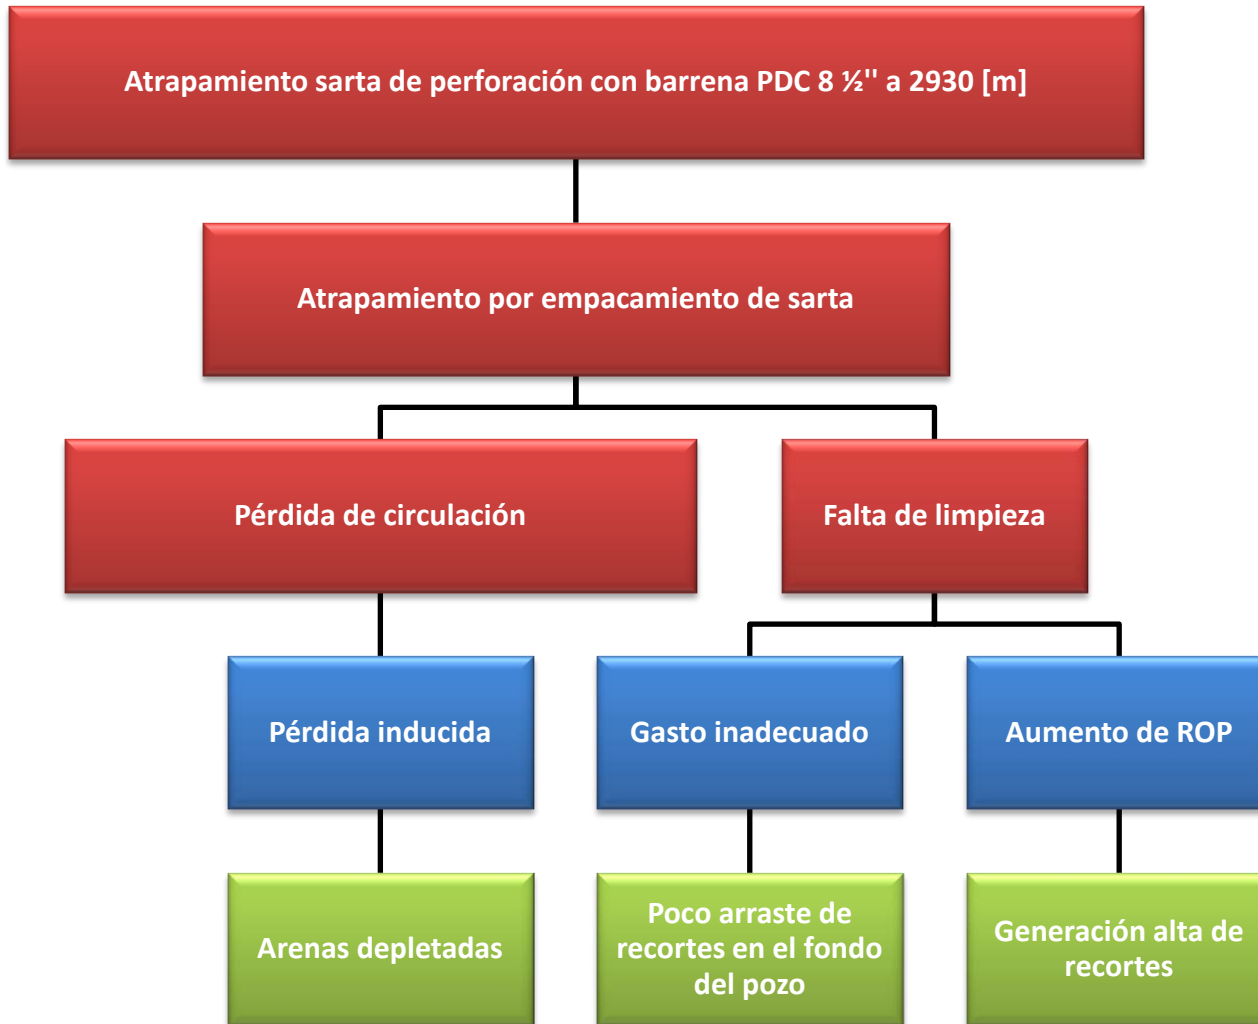 Atrapamiento sarta de perforación con barrena PDC 8 ½'' a 2930 [m]
Atrapamiento por empacamiento de sarta
Pérdida de circulación
Falta de limpieza
Pérdida inducida
Gasto inadecuado
Aumento de ROP
Arenas depletadas
Poco arraste de
recortes en el fondo
del pozo
Generación alta de
recortes